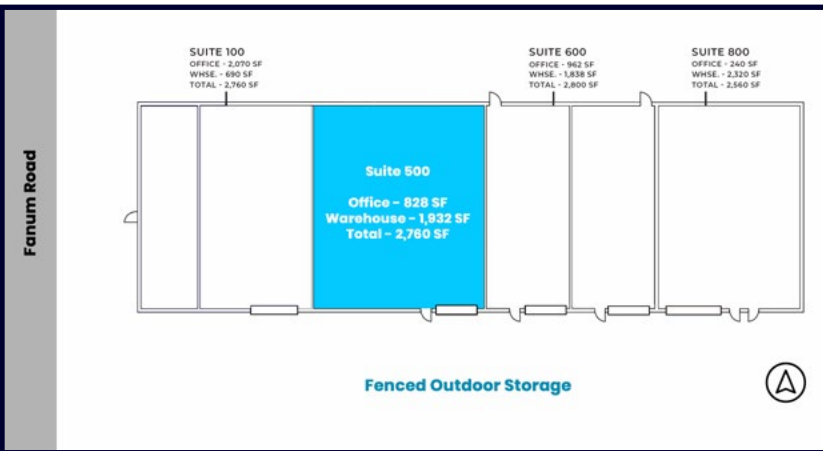 Fanum Road
SUITE 100
OFFICE - 2,070 SF
WHSE. - 690 SF
TOTAL - 2,760 SF
SUITE 600
OFFICE - 962 SF
WHSE. - 1,838 SF
TOTAL - 2,800 SF
SUITE 800
OFFICE - 240 SF
WHSE. - 2,320 SF
TOTAL - 2,560 SF
Suite 500
Office - 828 SF
Warehouse - 1,932 SF
Total - 2,760 SF
Fenced Outdoor Storage